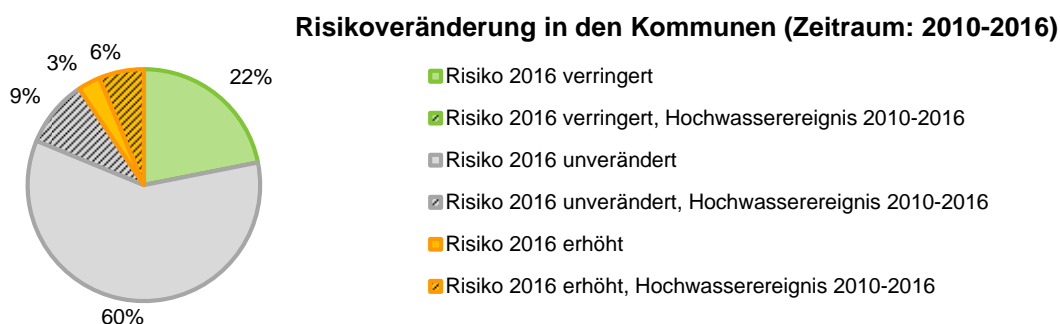 Risikoveränderung in den Kommunen (Zeitraum: 2010-2016)
3%
6%
22%
9%
60%
Risiko 2016 verringert
Risiko 2016 verringert, Hochwasserereignis 2010-2016
Risiko 2016 unverändert
Risiko 2016 unverändert, Hochwasserereignis 2010-2016
Risiko 2016 erhöht
Risiko 2016 erhöht, Hochwasserereignis 2010-2016